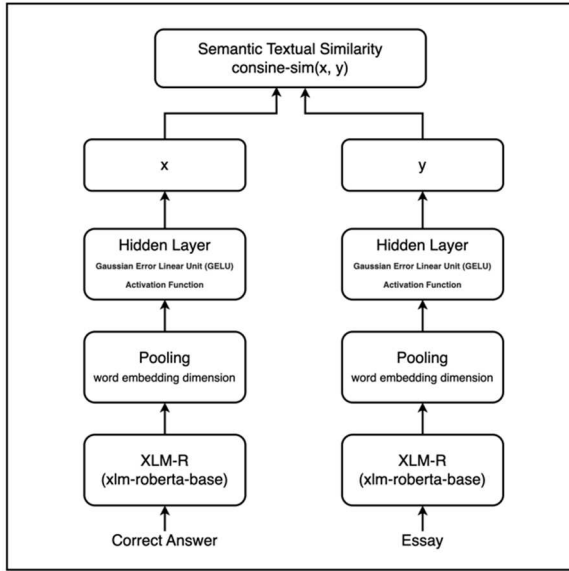 Semantic Textual Similarity
consine-sim(x, y)
x
y
Hidden Layer
Gaussian Error Linear Unit (GELU)
Activation Function
Hidden Layer
Gaussian Error Linear Unit (GELU)
Activation Function
Pooling
word embedding dimension
Pooling
word embedding dimension
XLM-R
(xlm-roberta-base)
XLM-R
(xlm-roberta-base)
Correct Answer
Essay